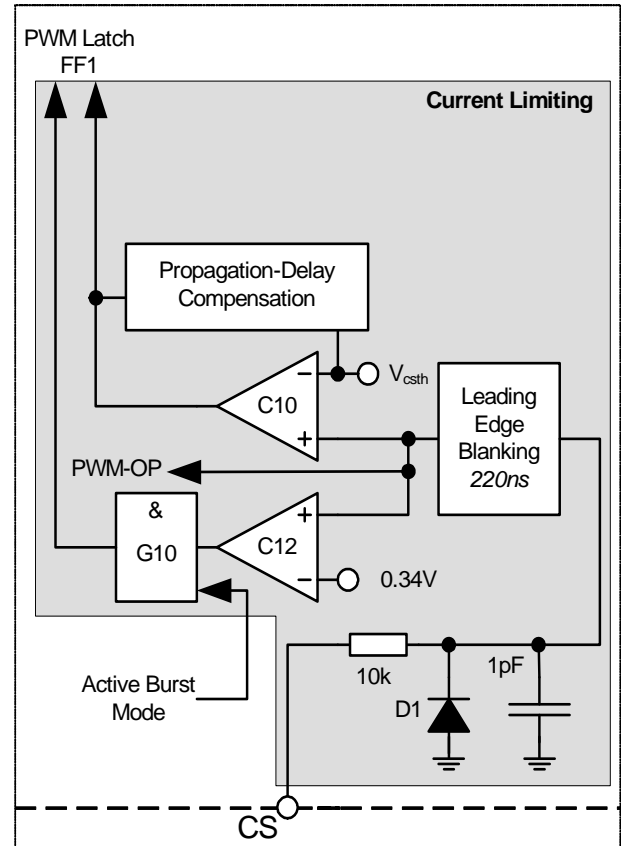 PWM Latch
FF1
Current Limiting
Propagation-Delay
Compensation
Vcsth
C10
Leading
Edge
Blanking
220ns
PWM-OP
&
G10
C12
0.34V
Active Burst
Mode
10k
1pF
D1
CS